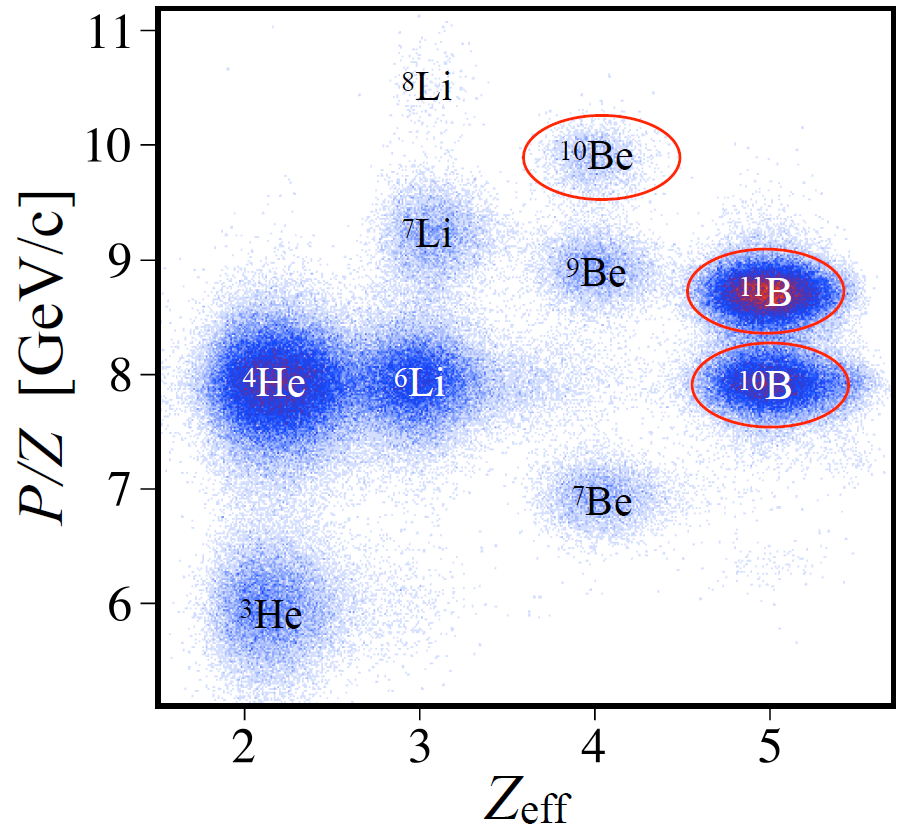 11
10
9
8
7
6
P/Z [GeV/c]
⁸Li
¹⁰Be
⁷Li
⁹Be
¹¹B
⁴He
⁶Li
¹⁰B
⁷Be
³He
2
3
4
5
Zeff